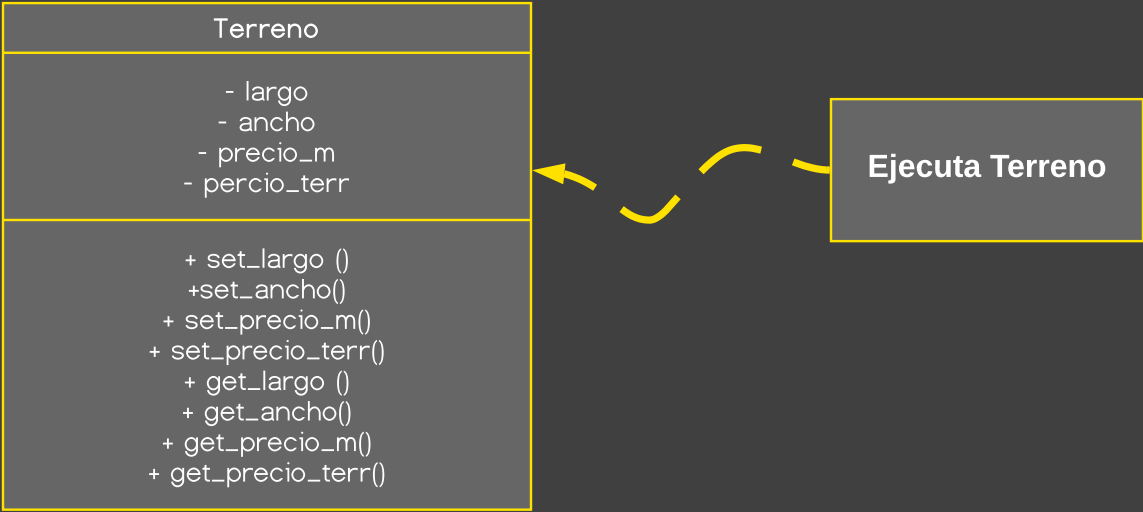 Terreno
- largo
- ancho
- precio_m
- percio_terr
+ set_largo ()
+set_ancho()
+ set_precio_m()
+ set_precio_terr()
+ get_largo ()
+ get_ancho()
+ get_precio_m()
+ get_precio_terr()
Ejecuta Terreno